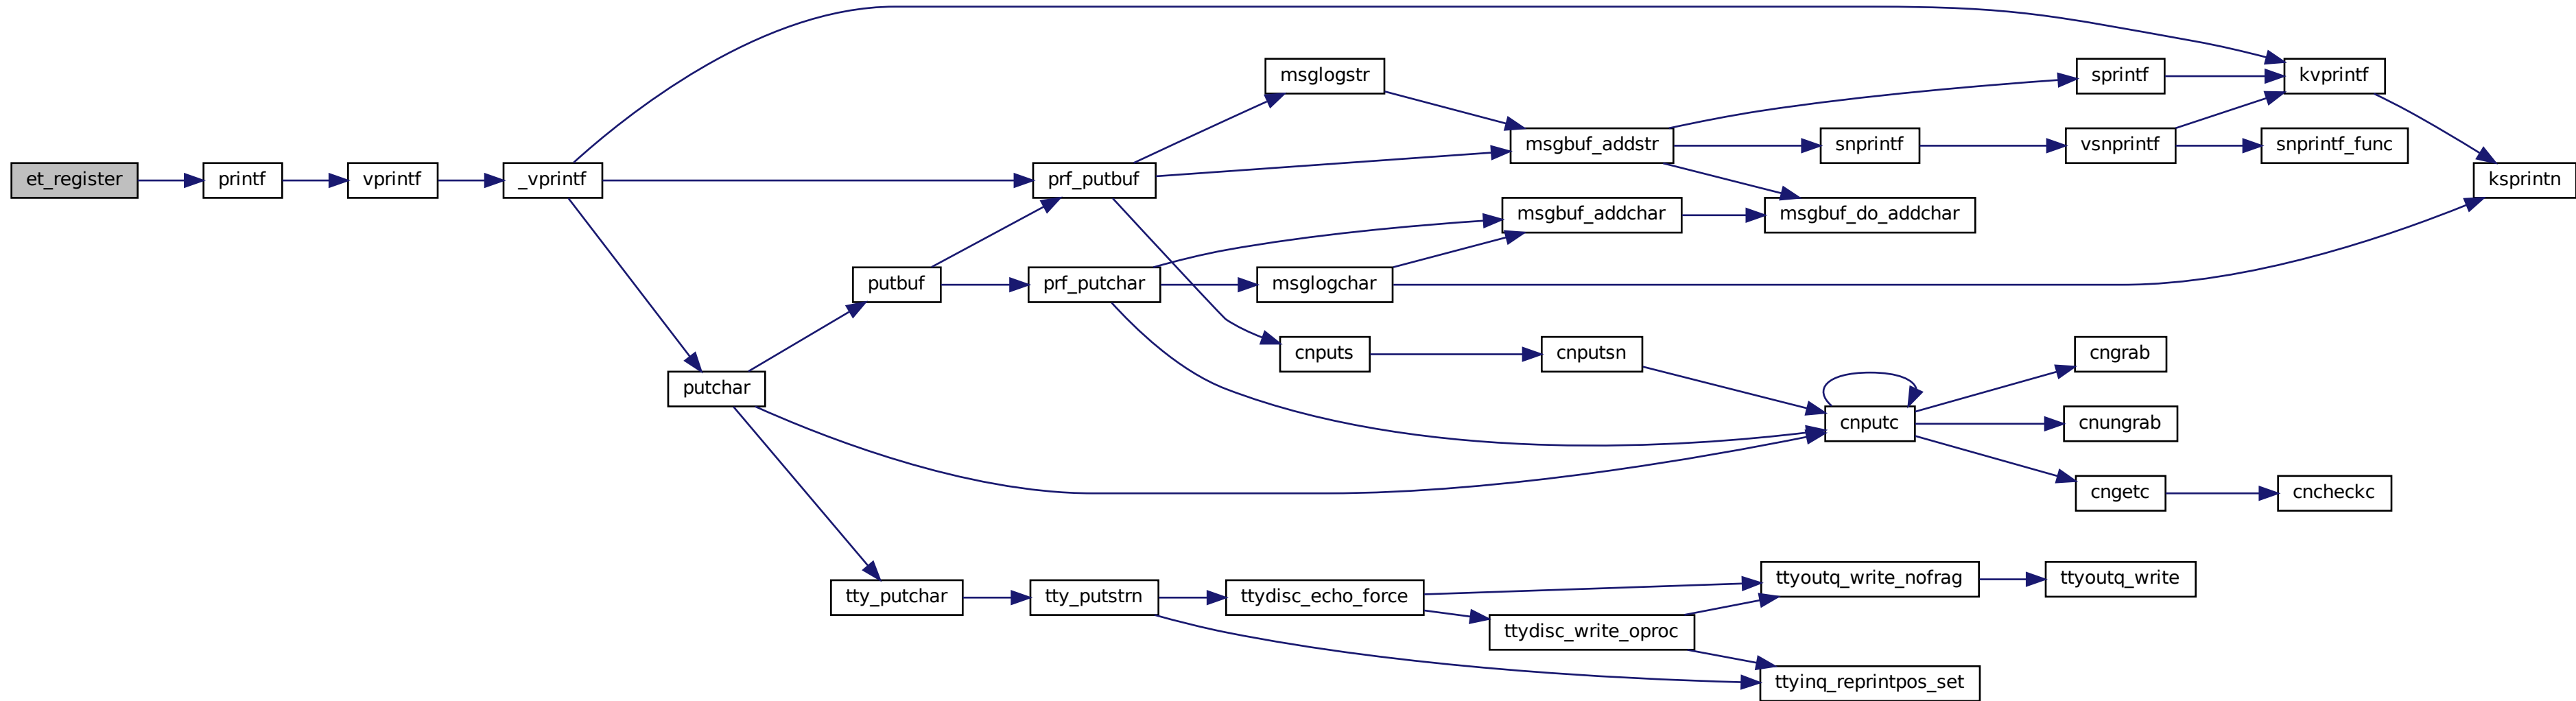 et_register
printf
vprintf
_vprintf
putchar
putbuf
tty_putchar
prf_putbuf
prf_putchar
tty_putstrn
msglogstr
msglogchar
cnputs
ttydisc_echo_force
msgbuf_addstr
msgbuf_addchar
cnputsn
ttydisc_write_oproc
snprintf
msgbuf_do_addchar
cnputc
ttyoutq_write_nofrag
ttyinq_reprintpos_set
sprintf
vsnprintf
cngrab
cnungrab
cngetc
ttyoutq_write
kvprintf
snprintf_func
cncheckc
ksprintn